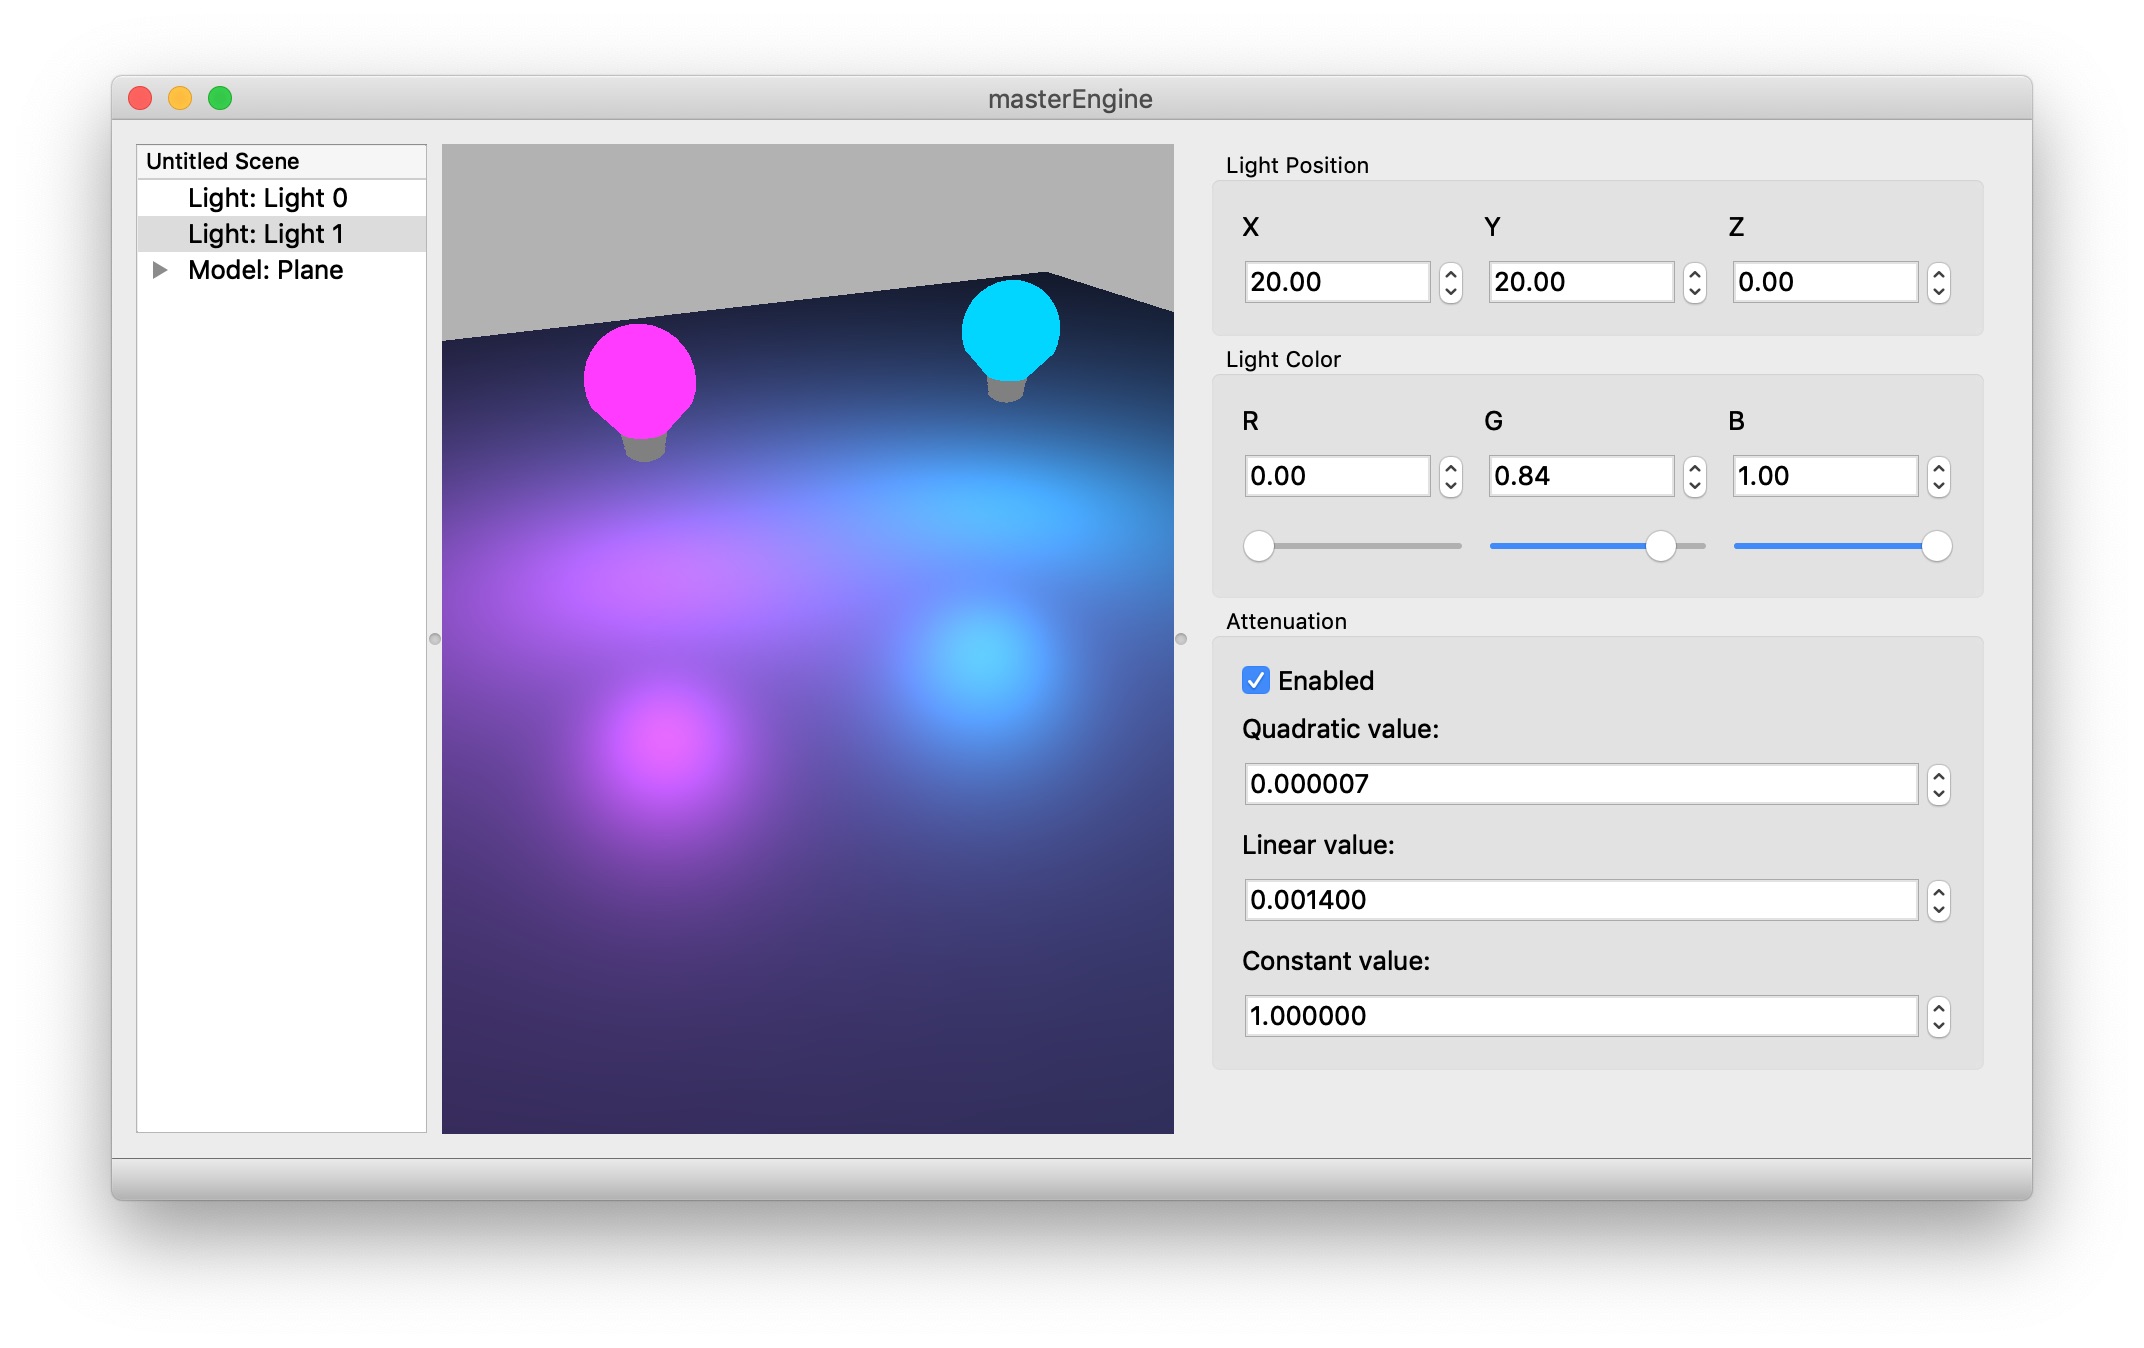 masterEngine
Untitled Scene
Light: Light 0
Light: Light 1
Model: Plane
Light Position
X Y Z
20.00 20.00 0.00
Light Color
R G B
0.00 0.84 1.00
Attenuation
Enabled
Quadratic value:
0.000007
Linear value:
0.001400
Constant value:
1.000000